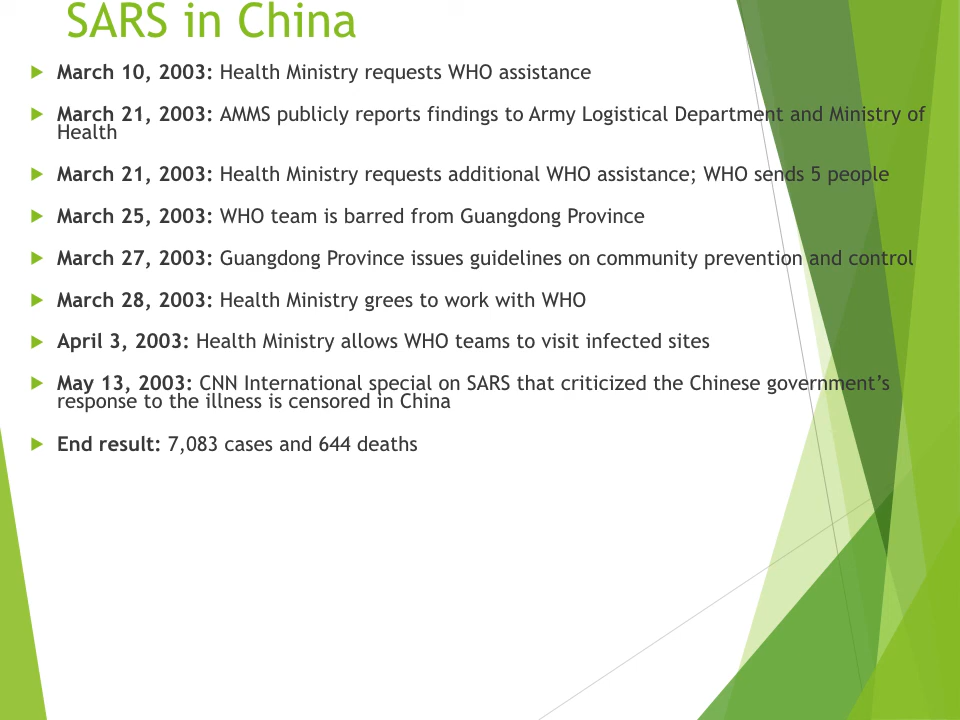 SARS in China
March 10, 2003: Health Ministry requests WHO assistance
March 21, 2003: AMMS publicly reports findings to Army Logistical Department and Ministry of
Health
March 21, 2003: Health Ministry requests additional WHO assistance; WHO sends 5 people
March 25, 2003: WHO team is barred from Guangdong Province
March 27, 2003: Guangdong Province issues guidelines on community prevention and control
March 28, 2003: Health Ministry grees to work with WHO
April 3, 2003: Health Ministry allows WHO teams to visit infected sites
May 13, 2003: CNN International special on SARS that criticized the Chinese government’s
response to the illness is censored in China
End result: 7,083 cases and 644 deaths